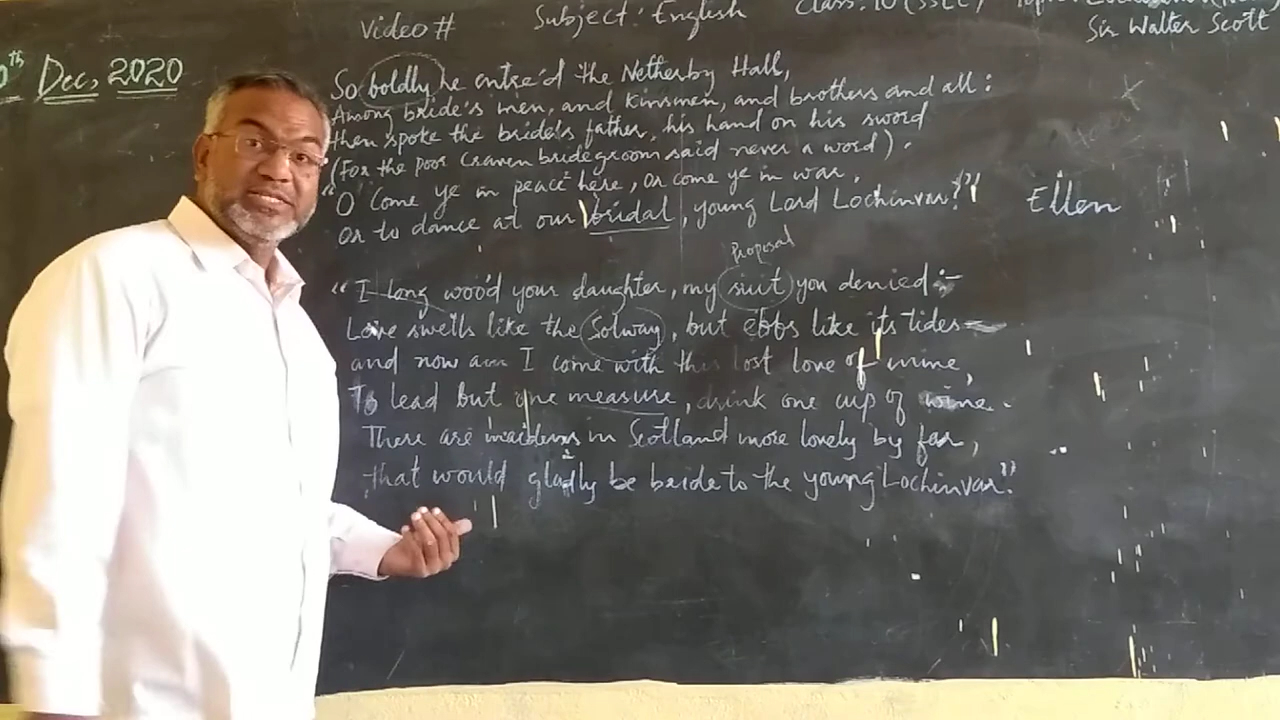 Video #
Subject: English
Class: 10 (SSLC)
Sir Walter Scott
0th Dec, 2020
So boldly he entre'd the Netherby Hall,
Among bride's men, and kinsmen, and brothers and all:
then spoke the bride's father, his hand on his sword
(For the poor craven bridegroom said never a word).
"O' Come ye in peace here, or come ye in war,
Or to dance at our bridal, young Lord Lochinvar?"
Ellen
Proposal
"I long woo'd your daughter, my suit you denied:-
Love swells like the Solway, but ebbs like its tides
and now am I come with this lost love of mine,
To lead but one measure, drink one cup of wine.
There are maidens in Scotland more lovely by far,
that would gladly be bride to the young Lochinvar."